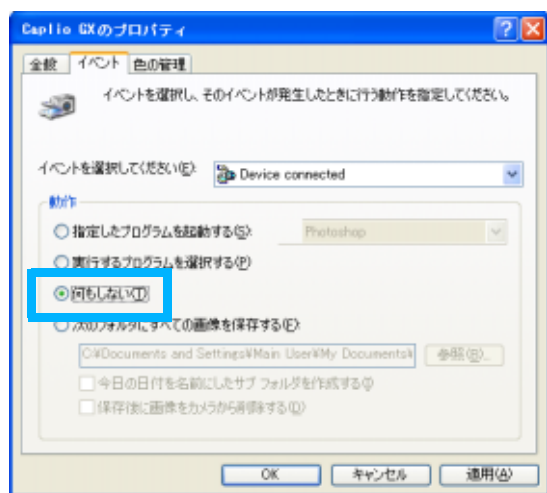 Caplio GXのプロパティ
全般 イベント 色の管理
イベントを選択し、そのイベントが発生したときに行う動作を指定してください。
イベントを選択してください(E): Device connected
動作
指定したプログラムを起動する(S): Photoshop
実行するプログラムを選択する(P)
何もしない(T)
次のフォルダにすべての画像を保存する(F):
C:¥Documents and Settings¥Main User¥My Documents¥ 参照(R)...
今日の日付を名前にしたサブ フォルダを作成する(I)
保存後に画像をカメラから削除する(D)
OK キャンセル 適用(A)